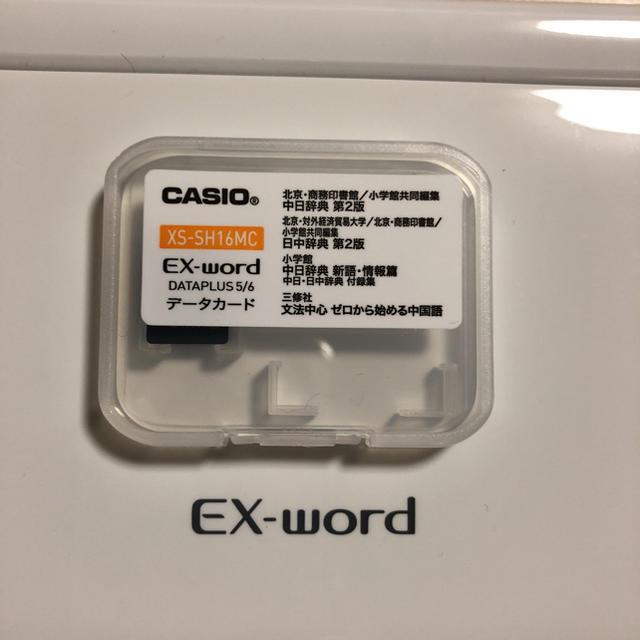 CASIO®
XS-SH16MC
EX-word
DATAPLUS 5/6
データカード
北京・商務印書館／小学館共同編集
中日辞典 第2版
北京・対外経済貿易大学／北京・商務印書館／
小学館共同編集
日中辞典 第2版
小学館
中日辞典 新語・情報篇
中日・日中辞典 付録集
三修社
文法中心 ゼロから始める中国語
EX-word